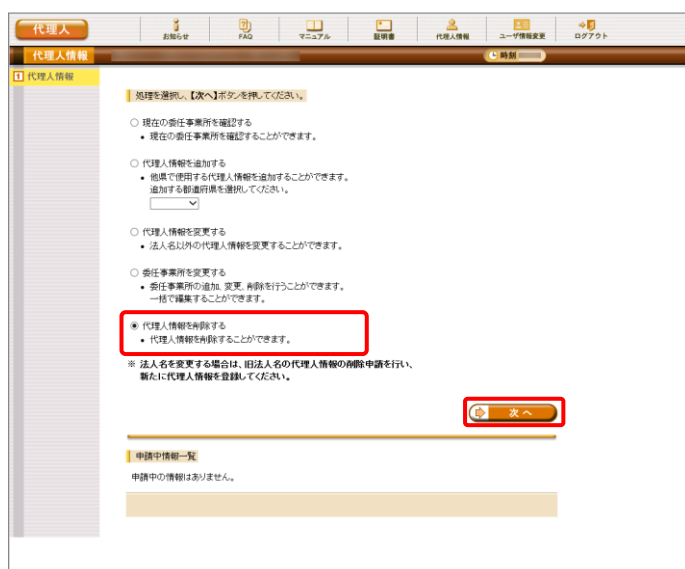 代理人
お知らせ
FAQ
マニュアル
証明書
代理人情報
ユーザ情報変更
ログアウト
代理人情報
時刻
1 代理人情報
処理を選択し、【次へ】ボタンを押してください。
現在の委任事業所を確認する
• 現在の委任事業所を確認することができます。
代理人情報を追加する
• 他県で使用する代理人情報を追加することができます。
追加する都道府県を選択してください。
代理人情報を変更する
• 法人名以外の代理人情報を変更することができます。
委任事業所を変更する
• 委任事業所の追加、変更、削除を行うことができます。
一括で編集することができます。
代理人情報を削除する
• 代理人情報を削除することができます。
※ 法人名を変更する場合は、旧法人名の代理人情報の削除申請を行い、
新たに代理人情報を登録してください。
次へ
申請中情報一覧
申請中の情報はありません。